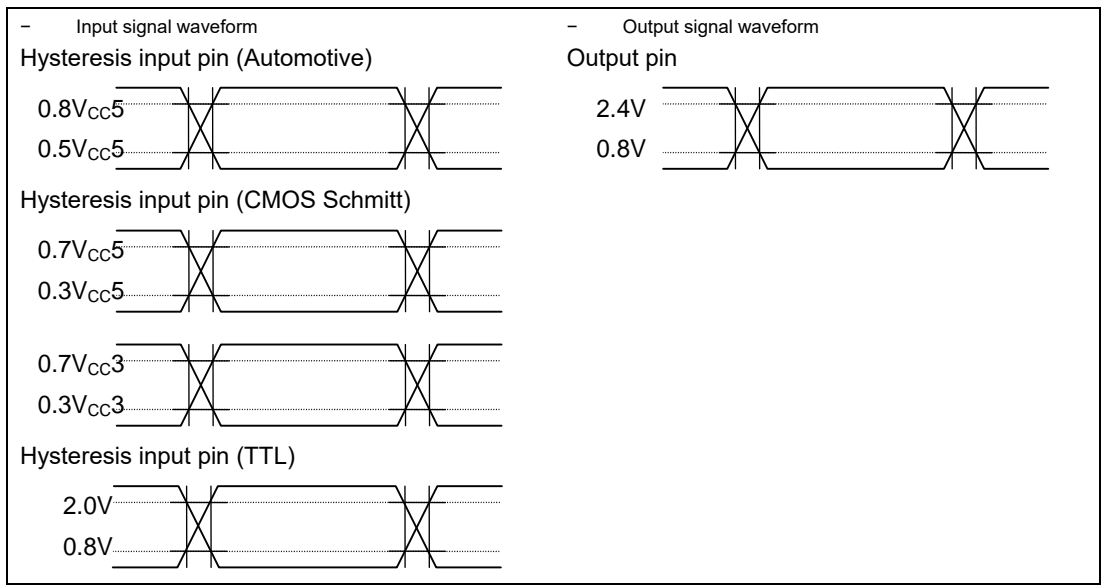 − Input signal waveform
Hysteresis input pin (Automotive)
0.8VCC5
0.5VCC5
Hysteresis input pin (CMOS Schmitt)
0.7VCC5
0.3VCC5
0.7VCC3
0.3VCC3
Hysteresis input pin (TTL)
2.0V
0.8V
− Output signal waveform
Output pin
2.4V
0.8V